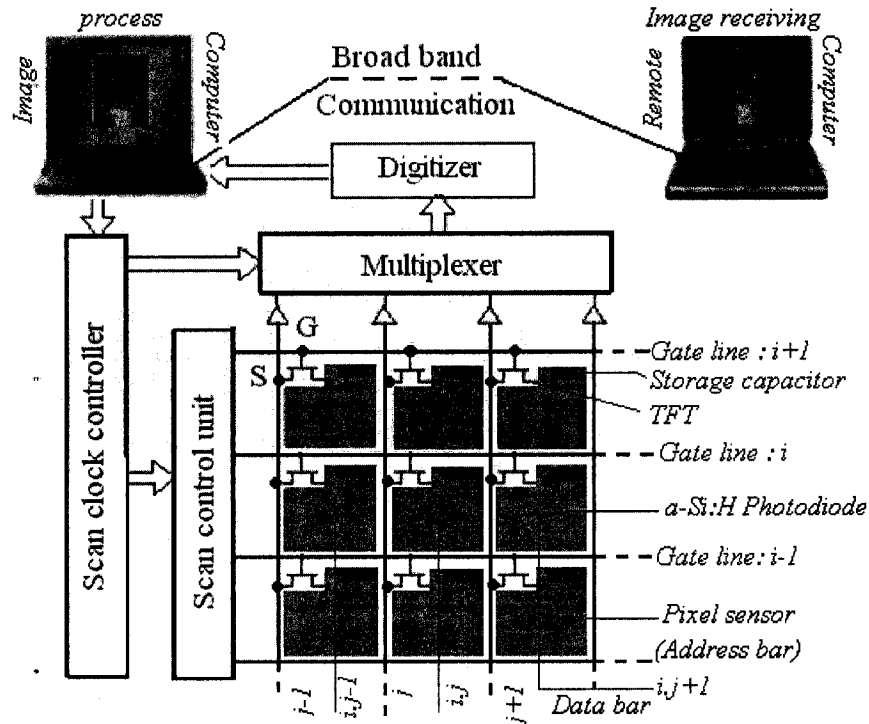 process
Image
Computer
Image receiving
Remote
Computer
Broad band
Communication
Digitizer
Multiplexer
Scan clock controller
Scan control unit
G
S
Gate line : i+1
Storage capacitor
TFT
Gate line : i
a-Si:H Photodiode
Gate line: i-1
Pixel sensor
(Address bar)
j-1
i,j-1
j
i,j
j+1
Data bar
i,j+1